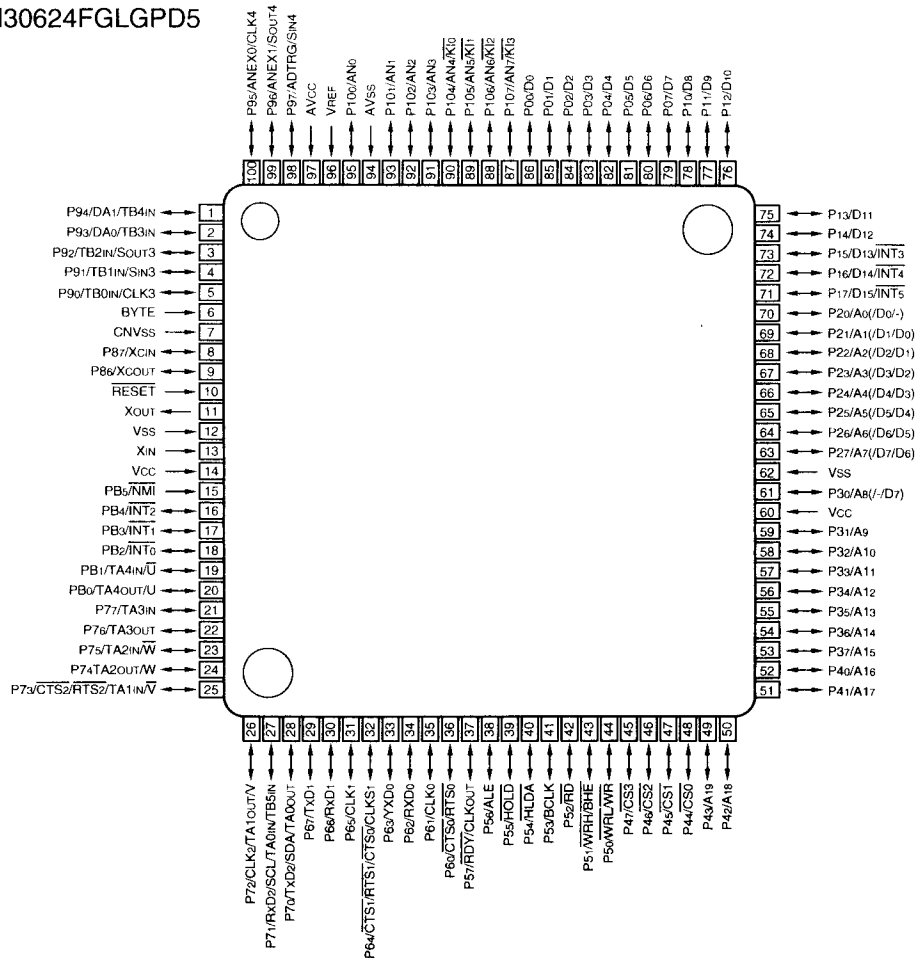 I30624FGLGPD5
P95/ANEX0/CLK4
P96/ANEX1/SOUT4
P97/ADTRG/SIN4
AVCC
VREF
P100/AN0
AVSS
P101/AN1
P102/AN2
P103/AN3
P104/AN4/KI0
P105/AN5/KI1
P106/AN6/KI2
P107/AN7/KI3
P00/D0
P01/D1
P02/D2
P03/D3
P04/D4
P05/D5
P06/D6
P07/D7
P10/D8
P11/D9
P12/D10
100 99 98 97 96 95 94 93 92 91 90 89 88 87 86 85 84 83 82 81 80 79 78 77 76
P94/DA1/TB4IN 1
P93/DA0/TB3IN 2
P92/TB2IN/SOUT3 3
P91/TB1IN/SIN3 4
P90/TB0IN/CLK3 5
BYTE 6
CNVSS 7
P87/XCIN 8
P86/XCOUT 9
RESET 10
XOUT 11
VSS 12
XIN 13
VCC 14
PB5/NMI 15
PB4/INT2 16
PB3/INT1 17
PB2/INT0 18
PB1/TA4IN/U 19
PB0/TA4OUT/U 20
P77/TA3IN 21
P76/TA3OUT 22
P75/TA2IN/W 23
P74TA2OUT/W 24
P73/CTS2/RTS2/TA1IN/V 25
75 P13/D11
74 P14/D12
73 P15/D13/INT3
72 P16/D14/INT4
71 P17/D15/INT5
70 P20/A0(/D0/-)
69 P21/A1(/D1/D0)
68 P22/A2(/D2/D1)
67 P23/A3(/D3/D2)
66 P24/A4(/D4/D3)
65 P25/A5(/D5/D4)
64 P26/A6(/D6/D5)
63 P27/A7(/D7/D6)
62 VSS
61 P30/A8(/-/D7)
60 VCC
59 P31/A9
58 P32/A10
57 P33/A11
56 P34/A12
55 P35/A13
54 P36/A14
53 P37/A15
52 P40/A16
51 P41/A17
26 27 28 29 30 31 32 33 34 35 36 37 38 39 40 41 42 43 44 45 46 47 48 49 50
P72/CLK2/TA1OUT/V
P71/RXD2/SCL/TA0IN/TB5IN
P70/TXD2/SDA/TA0OUT
P67/TXD1
P66/RXD1
P65/CLK1
P64/CTS1/RTS1/CTS0/CLKS1
P63/YXD0
P62/RXD0
P61/CLK0
P60/CTS0/RTS0
P57/RDY/CLKOUT
P56/ALE
P55/HOLD
P54/HLDA
P53/BCLK
P52/RD
P51/WRH/BHE
P50/WRL/WR
P47/CS3
P46/CS2
P45/CS1
P44/CS0
P43/A19
P42/A18